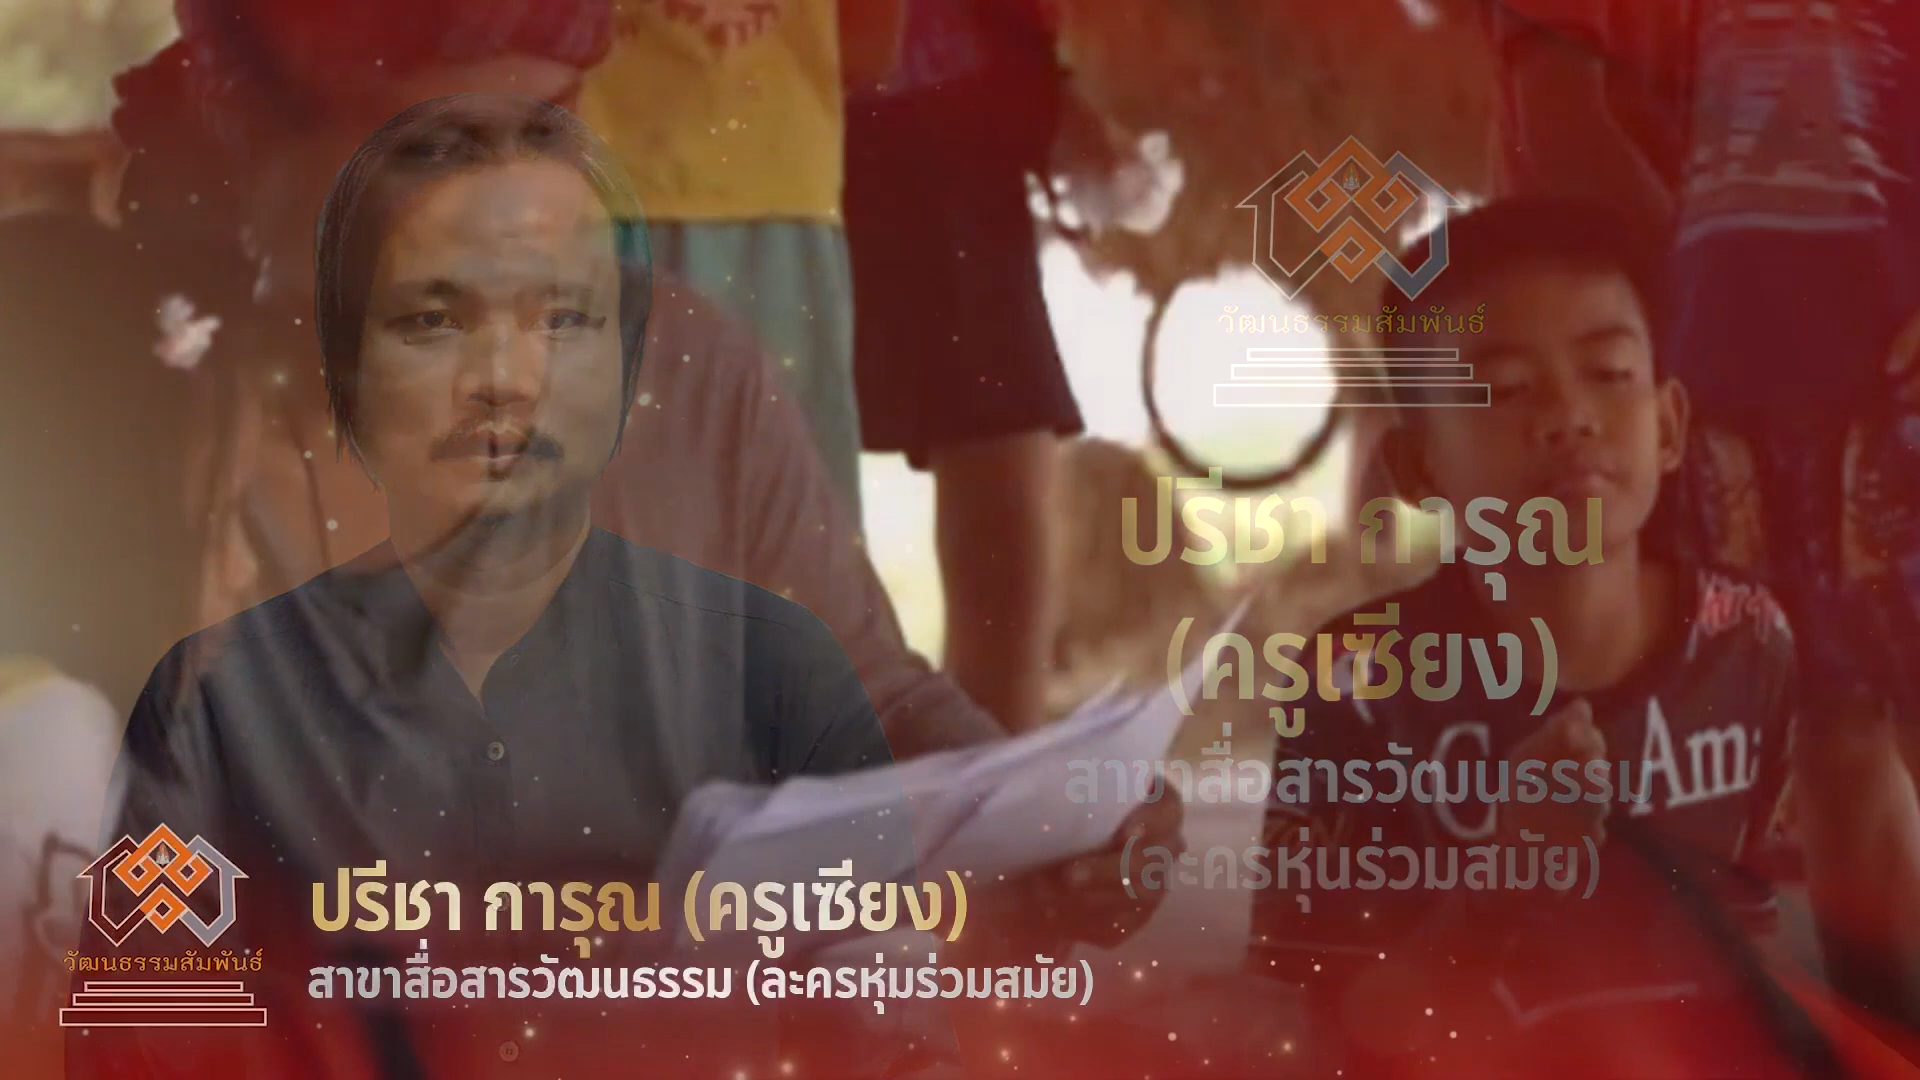 วัฒนธรรมสัมพันธ์
ปรีชา การุณ
(ครูเซียง)
สาขาสื่อสารวัฒนธรรม
(ละครหุ่นร่วมสมัย)
Am
วัฒนธรรมสัมพันธ์
ปรีชา การุณ (ครูเซียง)
สาขาสื่อสารวัฒนธรรม (ละครหุ่มร่วมสมัย)